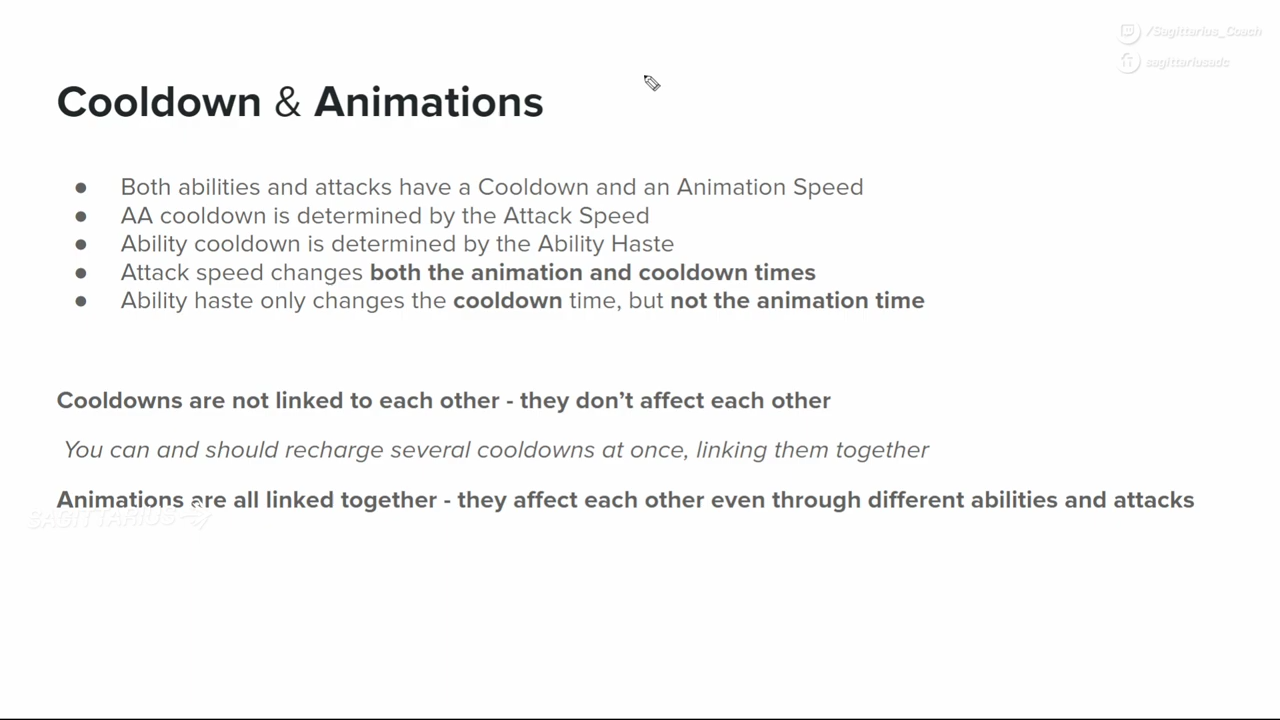 /Sagittarius_Coach
sagittariusadc
Cooldown & Animations
● Both abilities and attacks have a Cooldown and an Animation Speed
● AA cooldown is determined by the Attack Speed
● Ability cooldown is determined by the Ability Haste
● Attack speed changes both the animation and cooldown times
● Ability haste only changes the cooldown time, but not the animation time
Cooldowns are not linked to each other - they don’t affect each other
You can and should recharge several cooldowns at once, linking them together
Animations are all linked together - they affect each other even through different abilities and attacks
SAGITTARIUS